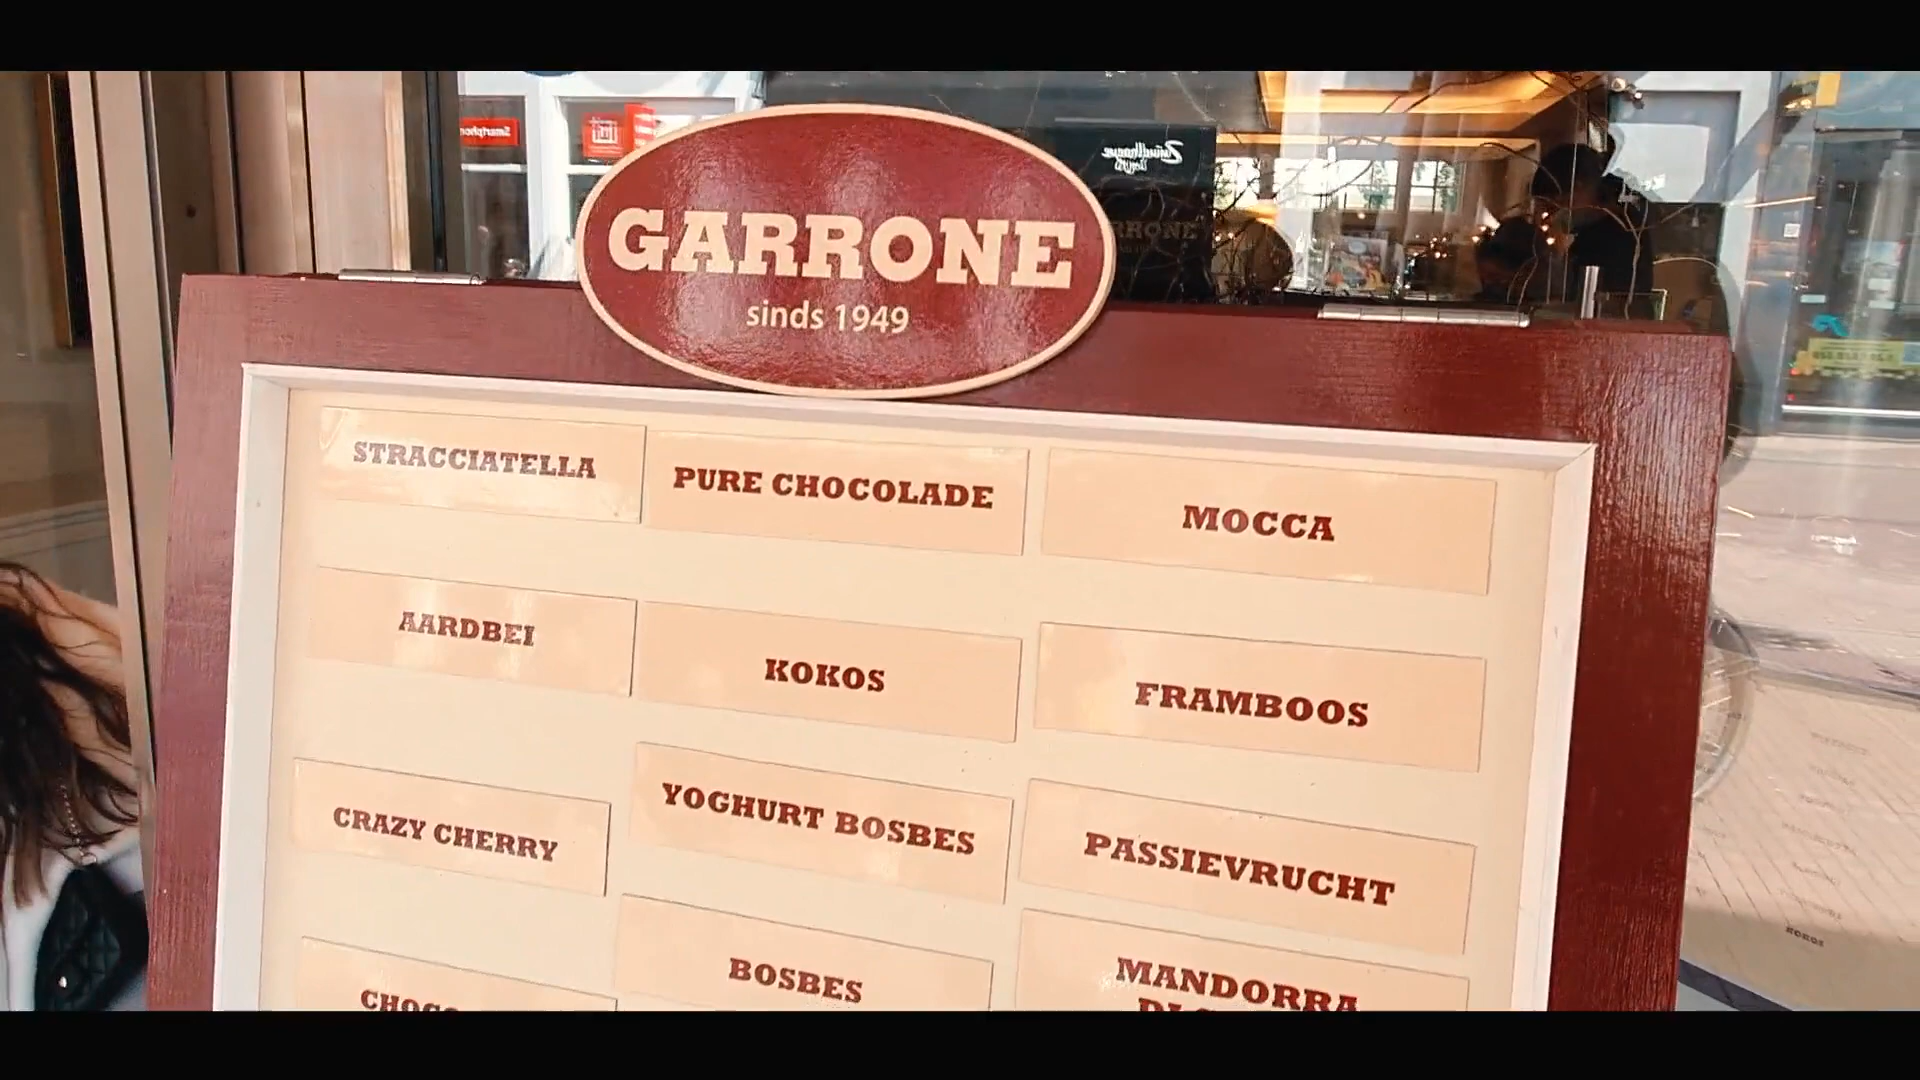 GARRONE
sinds 1949
STRACCIATELLA
PURE CHOCOLADE
MOCCA
AARDBEI
KOKOS
FRAMBOOS
CRAZY CHERRY
YOGHURT BOSBES
PASSIEVRUCHT
BOSBES
MANDORRA